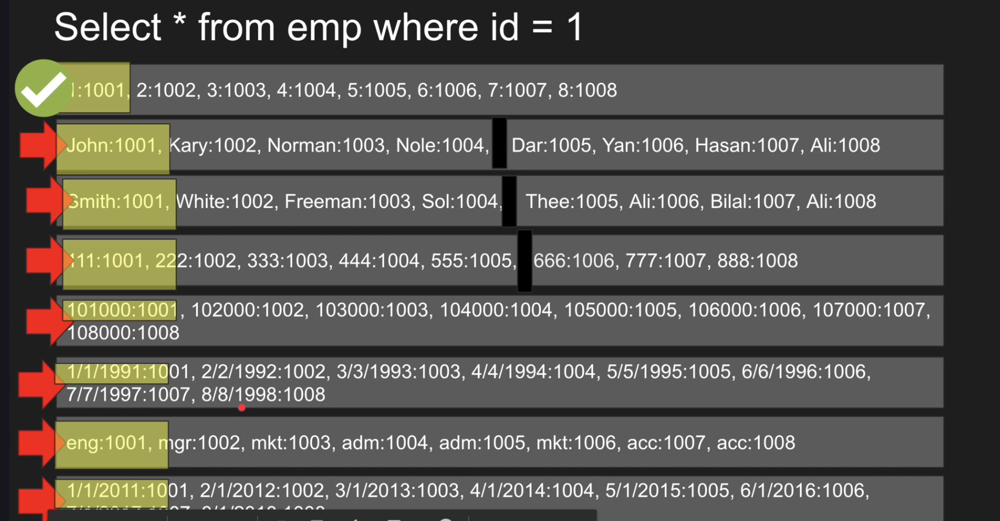 Select * from emp where id = 1
1:1001, 2:1002, 3:1003, 4:1004, 5:1005, 6:1006, 7:1007, 8:1008
John:1001, Kary:1002, Norman:1003, Nole:1004, Dar:1005, Yan:1006, Hasan:1007, Ali:1008
Smith:1001, White:1002, Freeman:1003, Sol:1004, Thee:1005, Ali:1006, Bilal:1007, Ali:1008
111:1001, 222:1002, 333:1003, 444:1004, 555:1005, 666:1006, 777:1007, 888:1008
101000:1001, 102000:1002, 103000:1003, 104000:1004, 105000:1005, 106000:1006, 107000:1007,
108000:1008
1/1/1991:1001, 2/2/1992:1002, 3/3/1993:1003, 4/4/1994:1004, 5/5/1995:1005, 6/6/1996:1006,
7/7/1997:1007, 8/8/1998:1008
eng:1001, mgr:1002, mkt:1003, adm:1004, adm:1005, mkt:1006, acc:1007, acc:1008
1/1/2011:1001, 2/1/2012:1002, 3/1/2013:1003, 4/1/2014:1004, 5/1/2015:1005, 6/1/2016:1006,